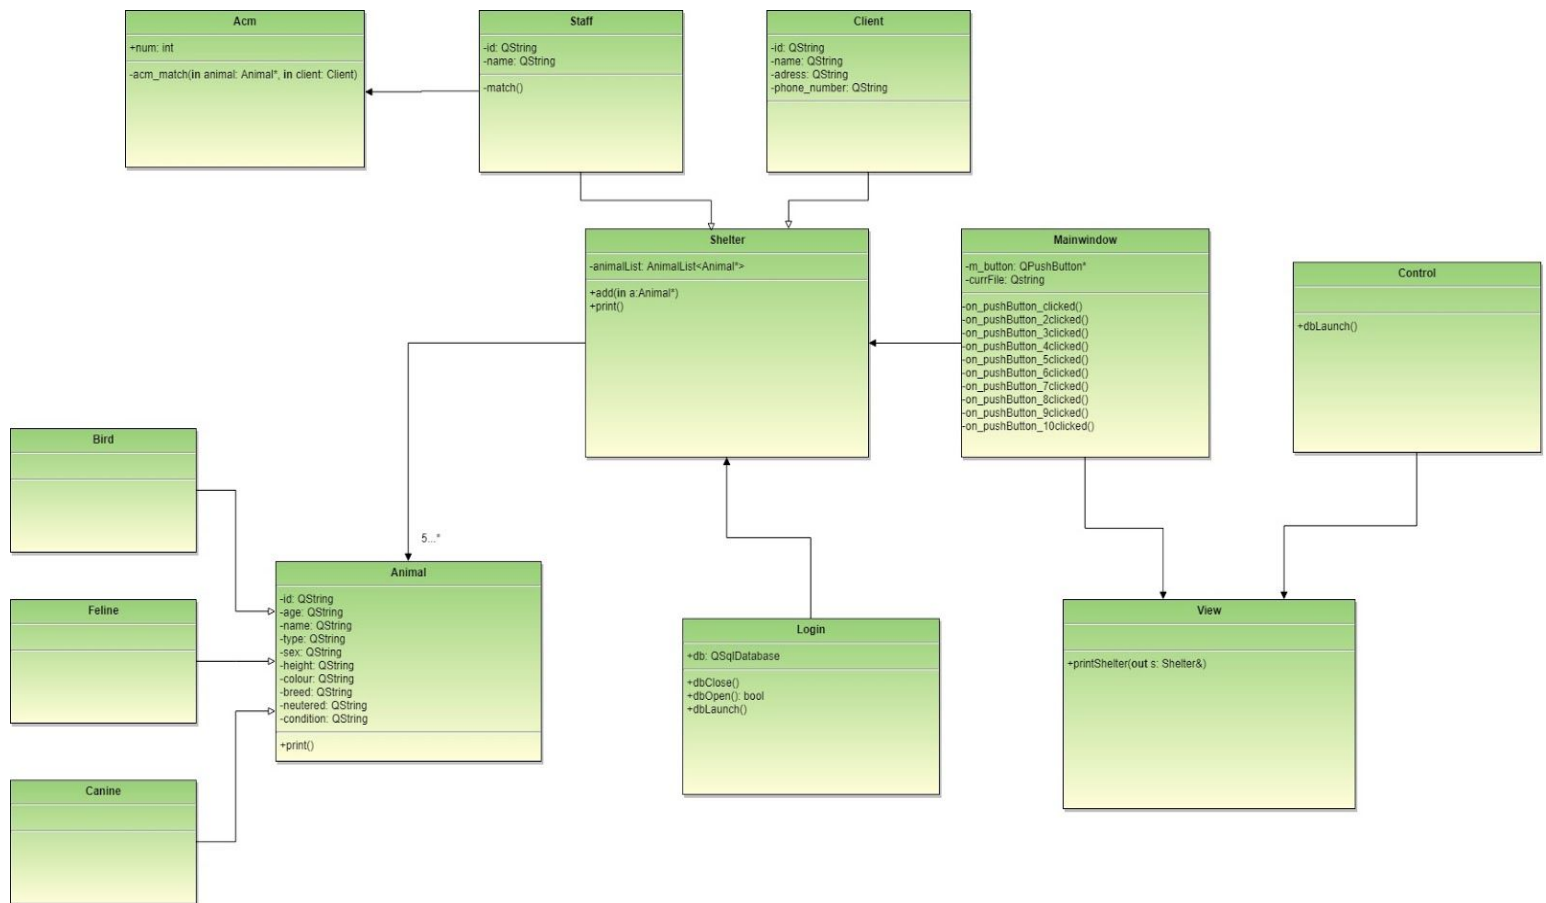 Acm
+num: int
-acm_match(in animal: Animal*, in client: Client)
Staff
-id: QString
-name: QString
-match()
Client
-id: QString
-name: QString
-adress: QString
-phone_number: QString
Shelter
-animalList: AnimalList<Animal*>
+add(in a:Animal*)
+print()
Mainwindow
-m_button: QPushButton*
-currFile: Qstring
-on_pushButton_clicked()
-on_pushButton_2clicked()
-on_pushButton_3clicked()
-on_pushButton_4clicked()
-on_pushButton_5clicked()
-on_pushButton_6clicked()
-on_pushButton_7clicked()
-on_pushButton_8clicked()
-on_pushButton_9clicked()
-on_pushButton_10clicked()
Control
+dbLaunch()
Bird
5...*
Animal
-id: QString
-age: QString
-name: QString
-type: QString
-sex: QString
-height: QString
-colour: QString
-breed: QString
-neutered: QString
-condition: QString
+print()
Feline
Login
+db: QSqlDatabase
+dbClose()
+dbOpen(): bool
+dbLaunch()
View
+printShelter(out s: Shelter&)
Canine